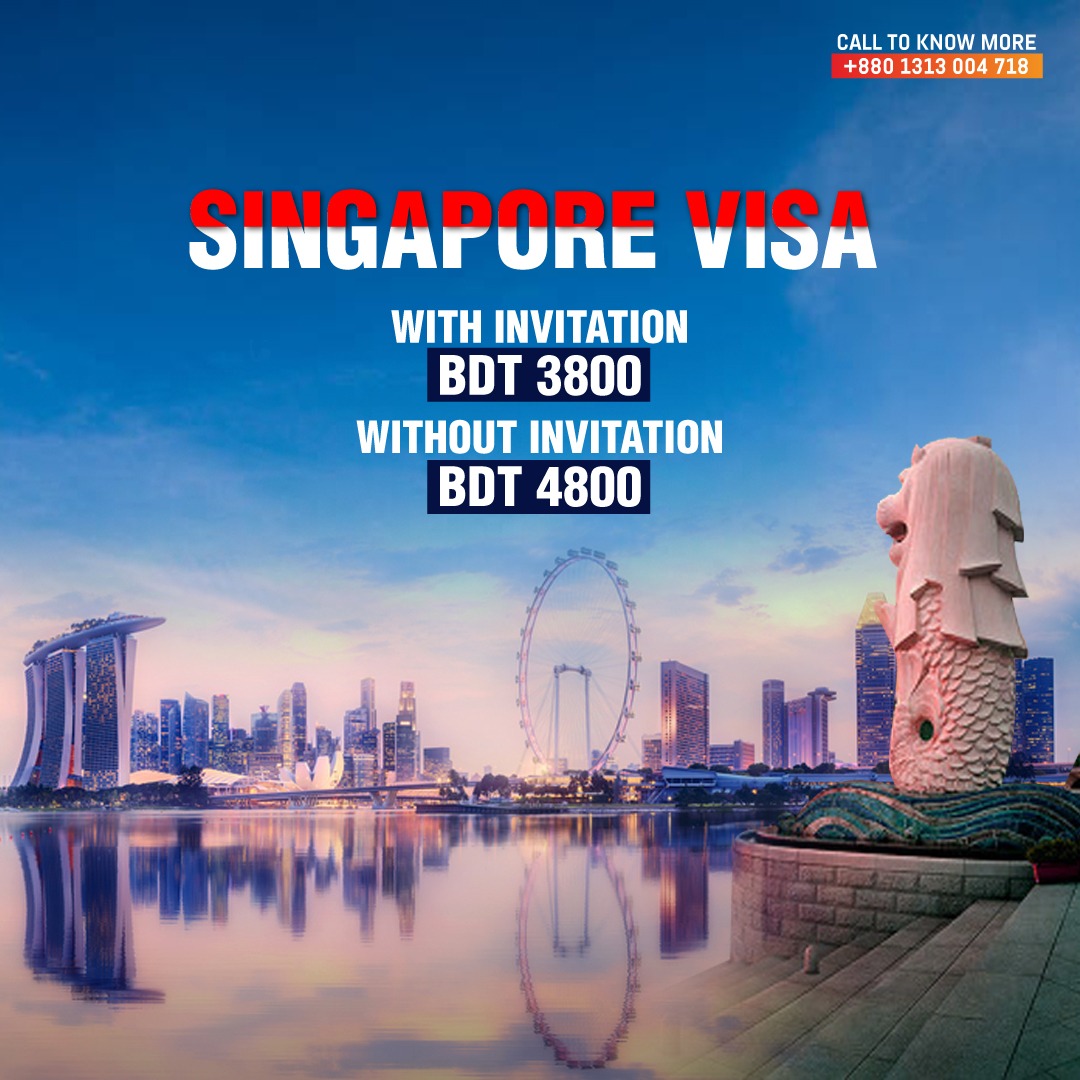 CALL TO KNOW MORE
+880 1313 004 718
SINGAPORE VISA
WITH INVITATION
BDT 3800
WITHOUT INVITATION
BDT 4800